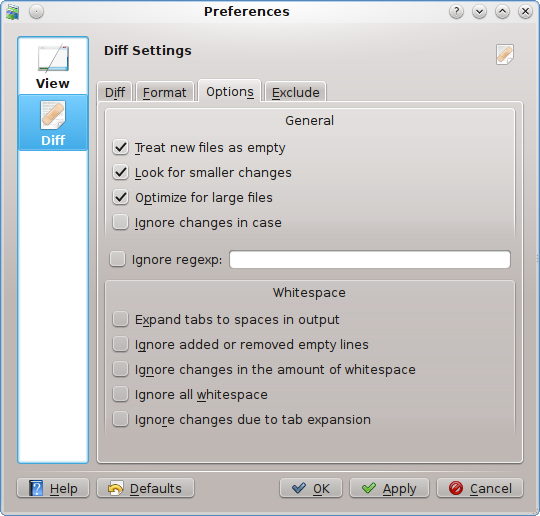 Preferences
View
Diff
Diff Settings
Diff Format Options Exclude
General
Treat new files as empty
Look for smaller changes
Optimize for large files
Ignore changes in case
Ignore regexp:
Whitespace
Expand tabs to spaces in output
Ignore added or removed empty lines
Ignore changes in the amount of whitespace
Ignore all whitespace
Ignore changes due to tab expansion
Help Defaults OK Apply Cancel